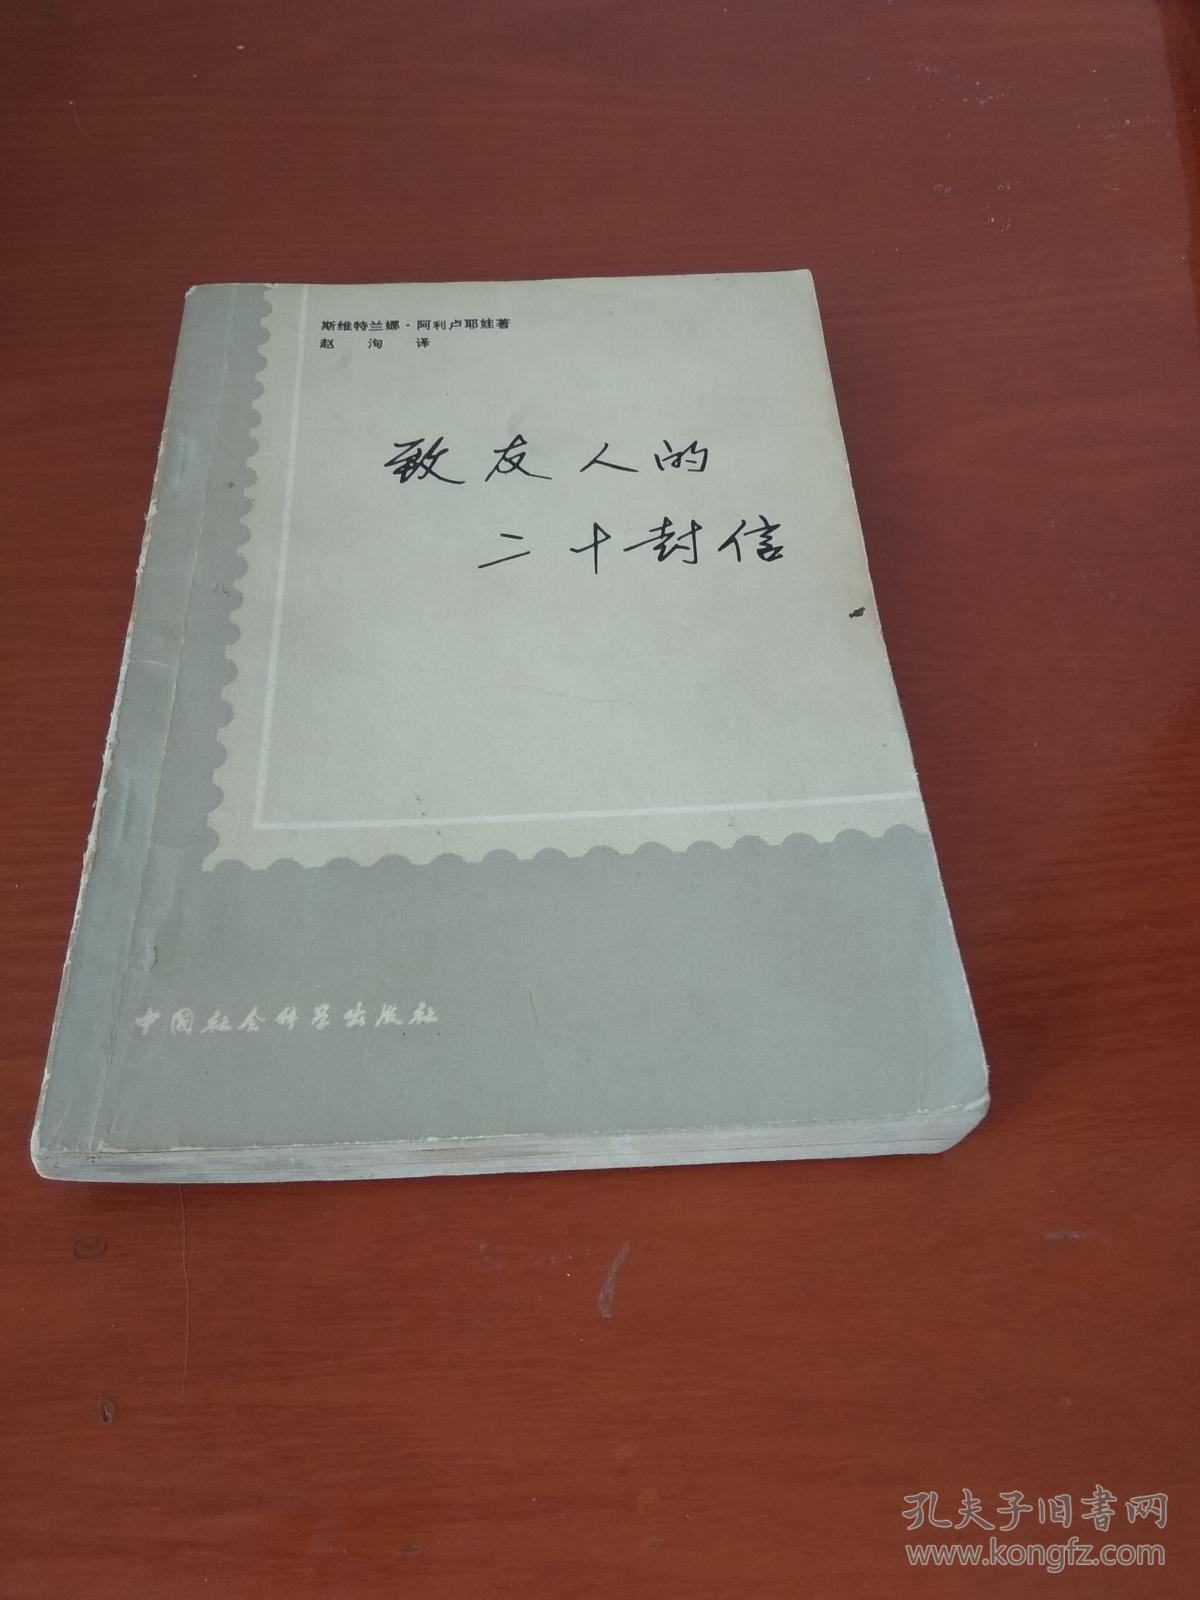 斯维特兰娜·阿利卢耶娃著
赵洵译
致友人的
二十封信
中国社会科学出版社
孔夫子旧書网
www.kongfz.com